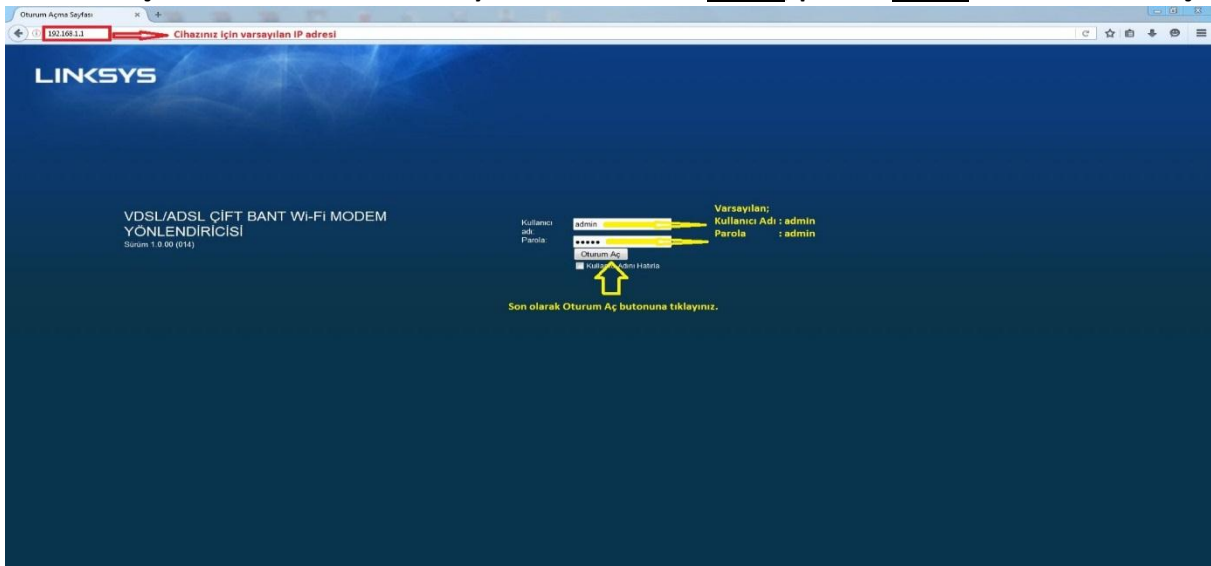 Oturum Açma Sayfası
192.168.1.1
Cihazınız için varsayılan IP adresi
LINKSYS
VDSL/ADSL ÇİFT BANT Wi-Fi MODEM
YÖNLENDİRİCİSİ
Sürüm 1.0.00 (014)
Kullanıcı
adı:
admin
Parola:
•••••
Oturum Aç
Adını Hatırla
Varsayılan;
Kullanıcı Adı : admin
Parola : admin
Son olarak Oturum Aç butonuna tıklayınız.